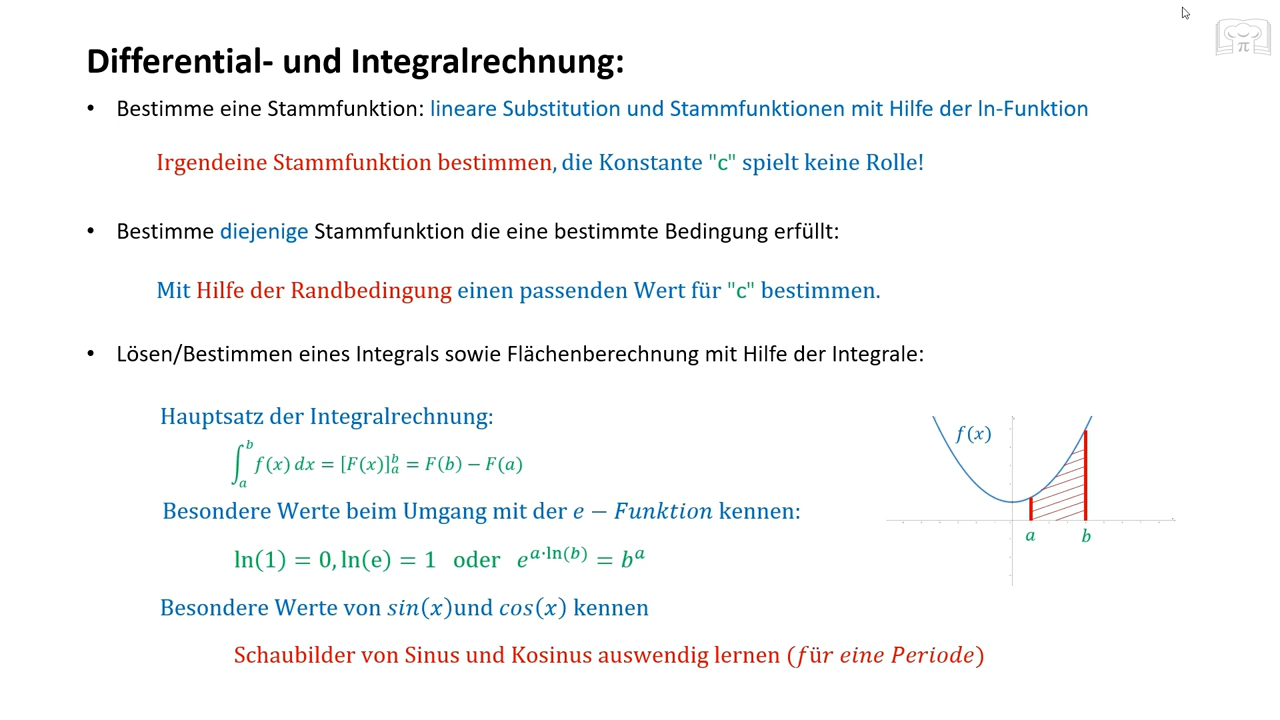 Differential- und Integralrechnung:
• Bestimme eine Stammfunktion: lineare Substitution und Stammfunktionen mit Hilfe der ln-Funktion
Irgendeine Stammfunktion bestimmen, die Konstante "c" spielt keine Rolle!
• Bestimme diejenige Stammfunktion die eine bestimmte Bedingung erfüllt:
Mit Hilfe der Randbedingung einen passenden Wert für "c" bestimmen.
• Lösen/Bestimmen eines Integrals sowie Flächenberechnung mit Hilfe der Integrale:
Hauptsatz der Integralrechnung:
∫_a^b f(x) dx = [F(x)]_a^b = F(b) − F(a)
Besondere Werte beim Umgang mit der e − Funktion kennen:
ln(1) = 0, ln(e) = 1 oder e^{a·ln(b)} = b^a
Besondere Werte von sin(x)und cos(x) kennen
Schaubilder von Sinus und Kosinus auswendig lernen (für eine Periode)
f(x)
a b
π